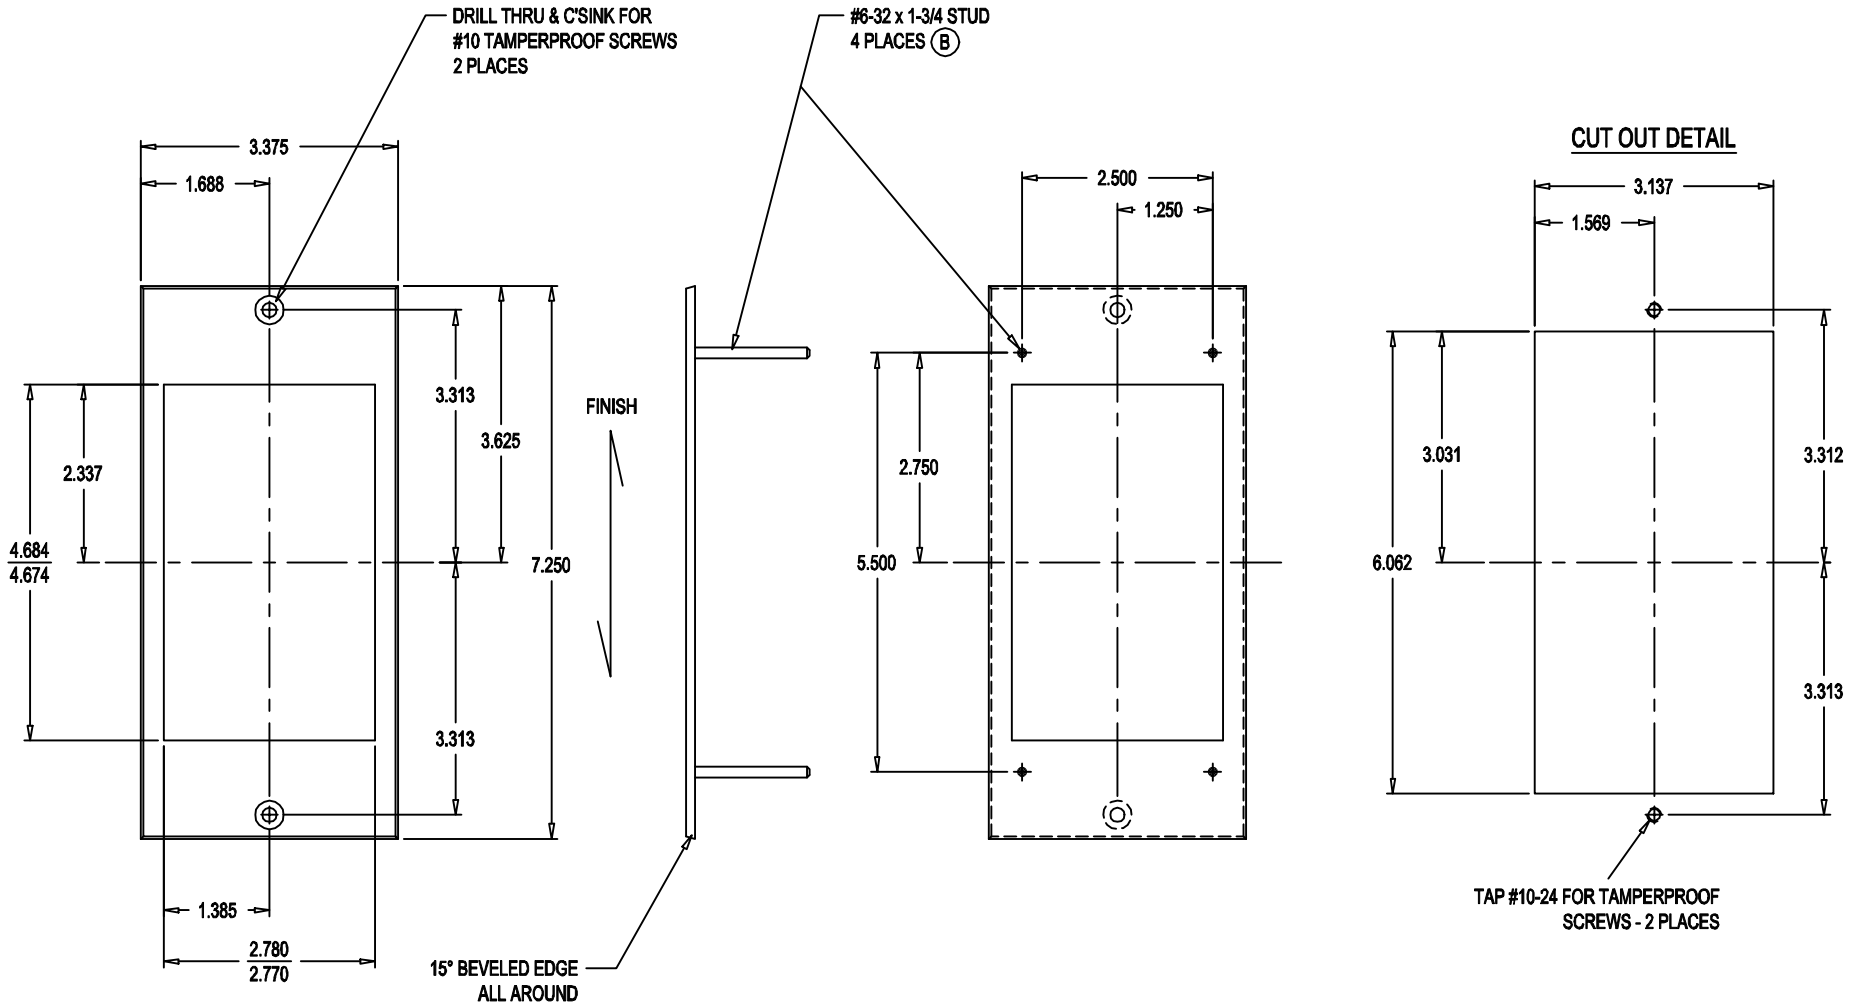 DRILL THRU & C'SINK FOR
#10 TAMPERPROOF SCREWS
2 PLACES
#6-32 x 1-3/4 STUD
4 PLACES B
CUT OUT DETAIL
3.375
1.688
2.500
1.250
3.137
1.569
3.313
3.625
2.337
4.684
4.674
7.250
3.313
1.385
2.780
2.770
FINISH
15° BEVELED EDGE
ALL AROUND
2.750
5.500
3.031
6.062
3.312
3.313
TAP #10-24 FOR TAMPERPROOF
SCREWS - 2 PLACES